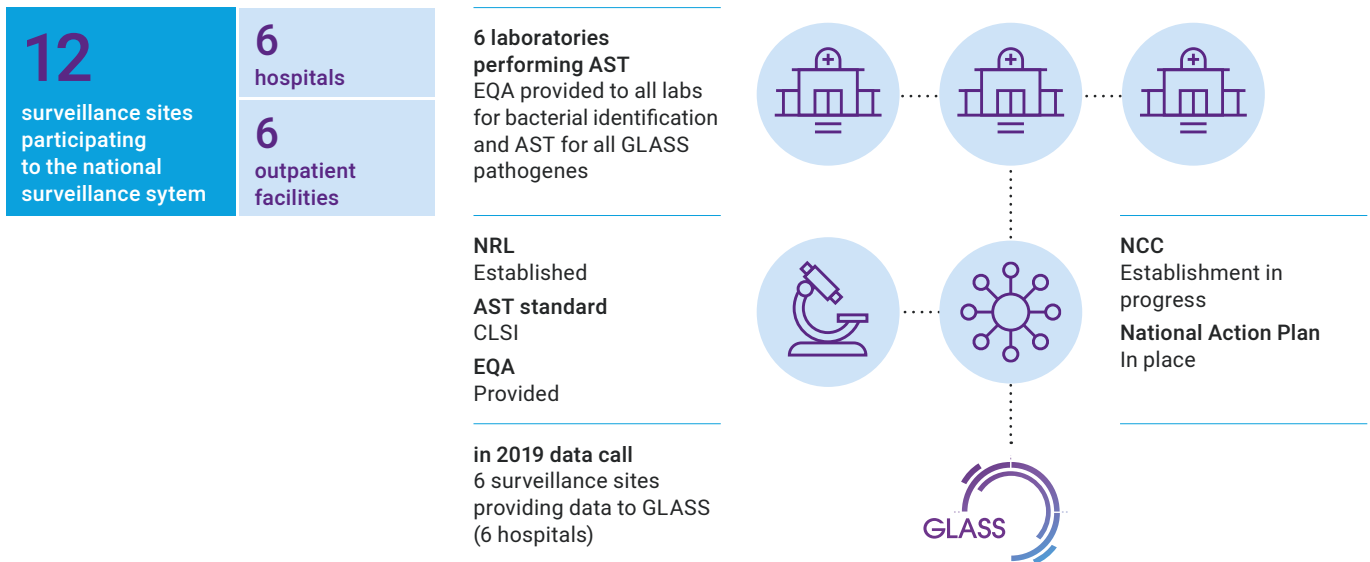 12
surveillance sites
participating
to the national
surveillance sytem
6
hospitals
6
outpatient
facilities
6 laboratories
performing AST
EQA provided to all labs
for bacterial identification
and AST for all GLASS
pathogenes
NRL
Established
AST standard
CLSI
EQA
Provided
NCC
Establishment in
progress
National Action Plan
In place
in 2019 data call
6 surveillance sites
providing data to GLASS
(6 hospitals)
GLASS